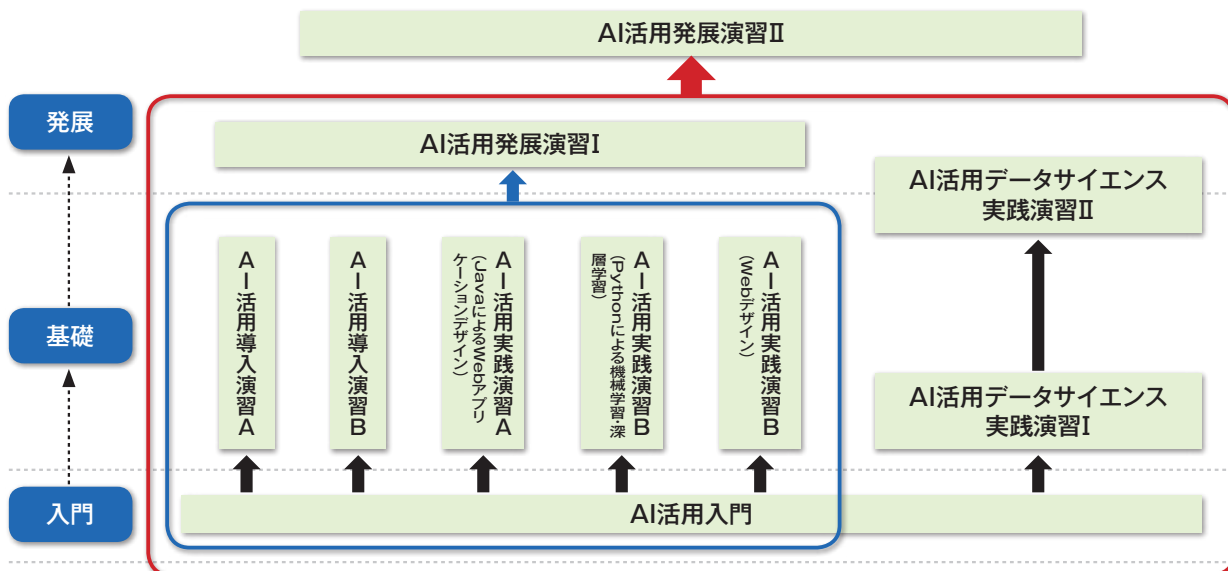 AI活用発展演習Ⅱ
発展
AI活用発展演習Ⅰ
AI活用データサイエンス
実践演習Ⅱ
基礎
AI活用導入演習A
AI活用導入演習B
AI活用実践演習A
(JavaによるWebアプリ
ケーションデザイン)
AI活用実践演習B
(Pythonによる機械学習・深
層学習)
AI活用実践演習B
(Webデザイン)
AI活用データサイエンス
実践演習Ⅰ
入門
AI活用入門